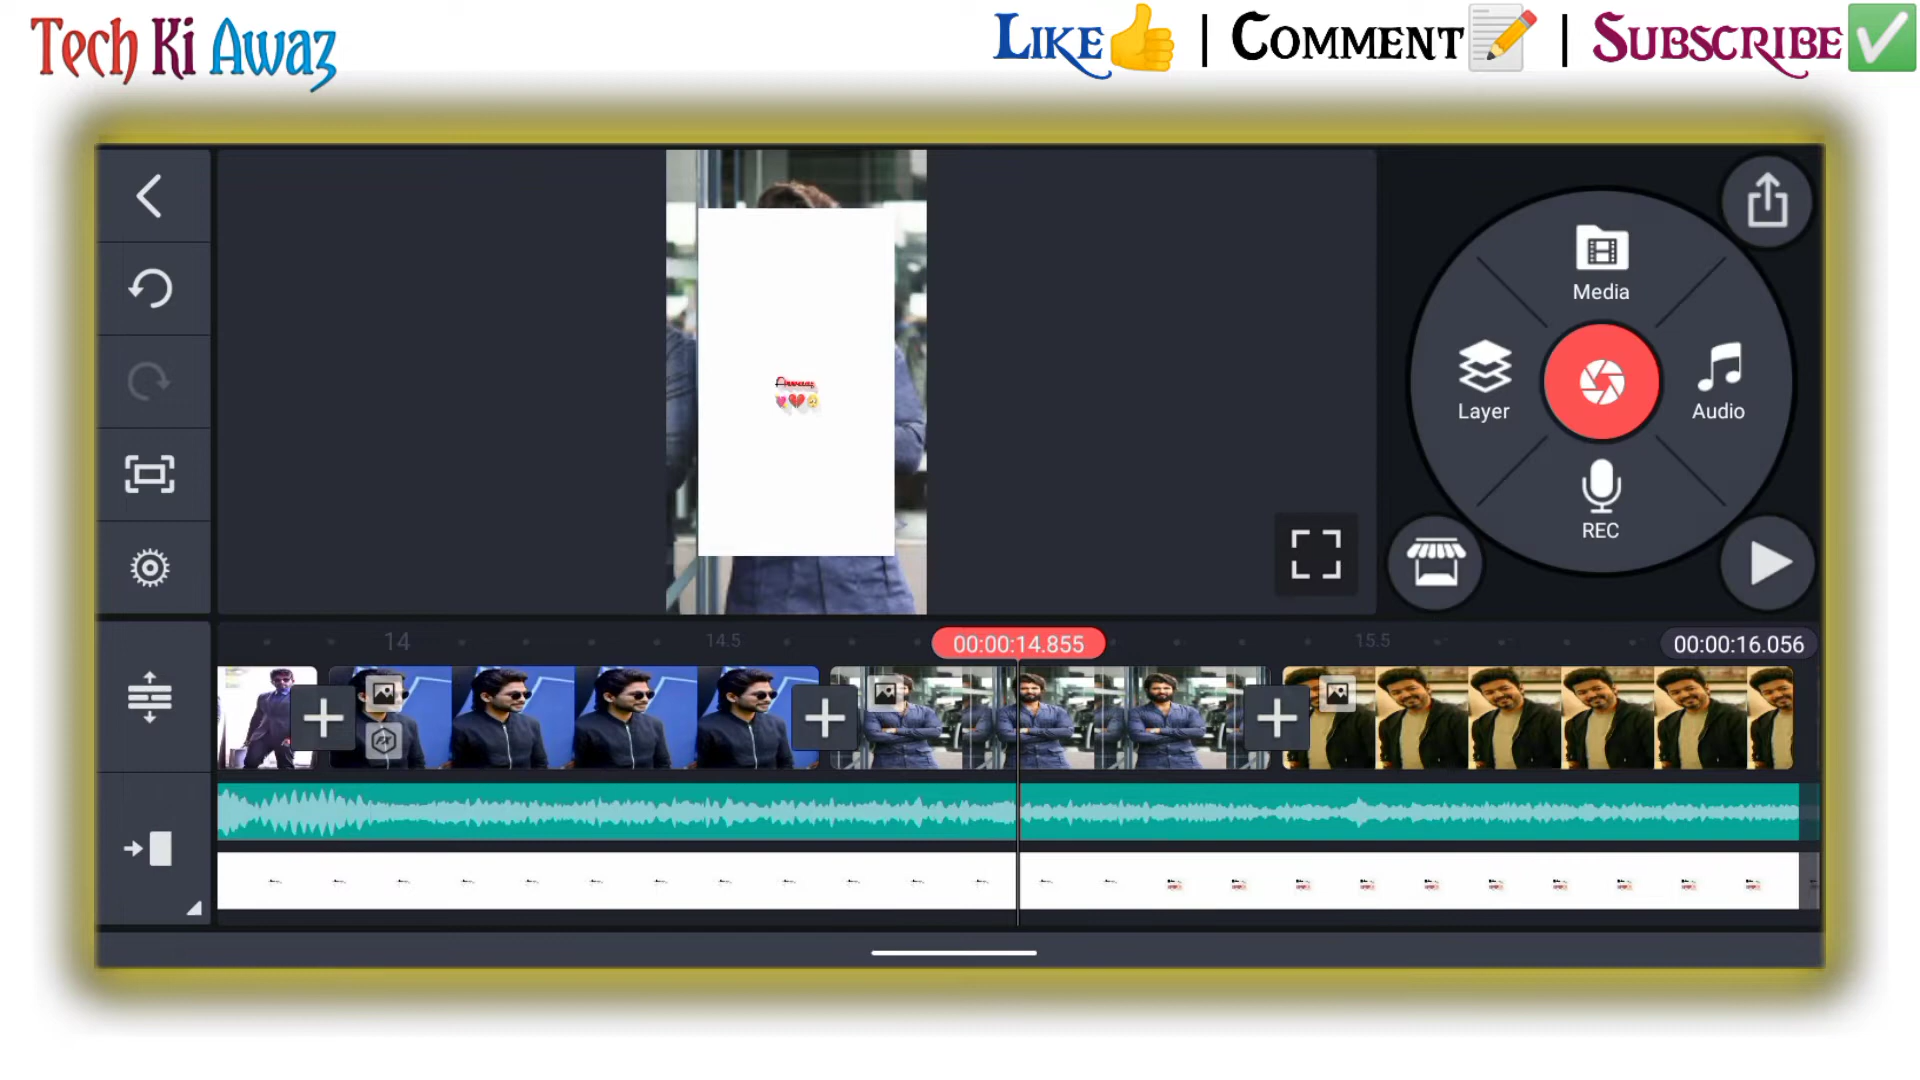 Tech Ki Awaz
LIKE👍 | COMMENT📝 | SUBSCRIBE✅
Media
Layer
Audio
REC
14
14.5
00:00:14.855
15.5
00:00:16.056
FX